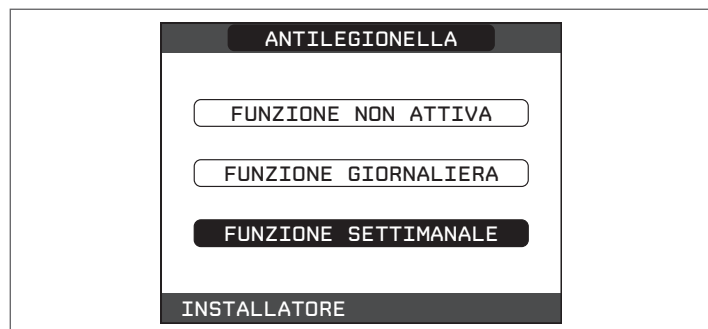 ANTILEGIONELLA
FUNZIONE NON ATTIVA
FUNZIONE GIORNALIERA
FUNZIONE SETTIMANALE
INSTALLATORE